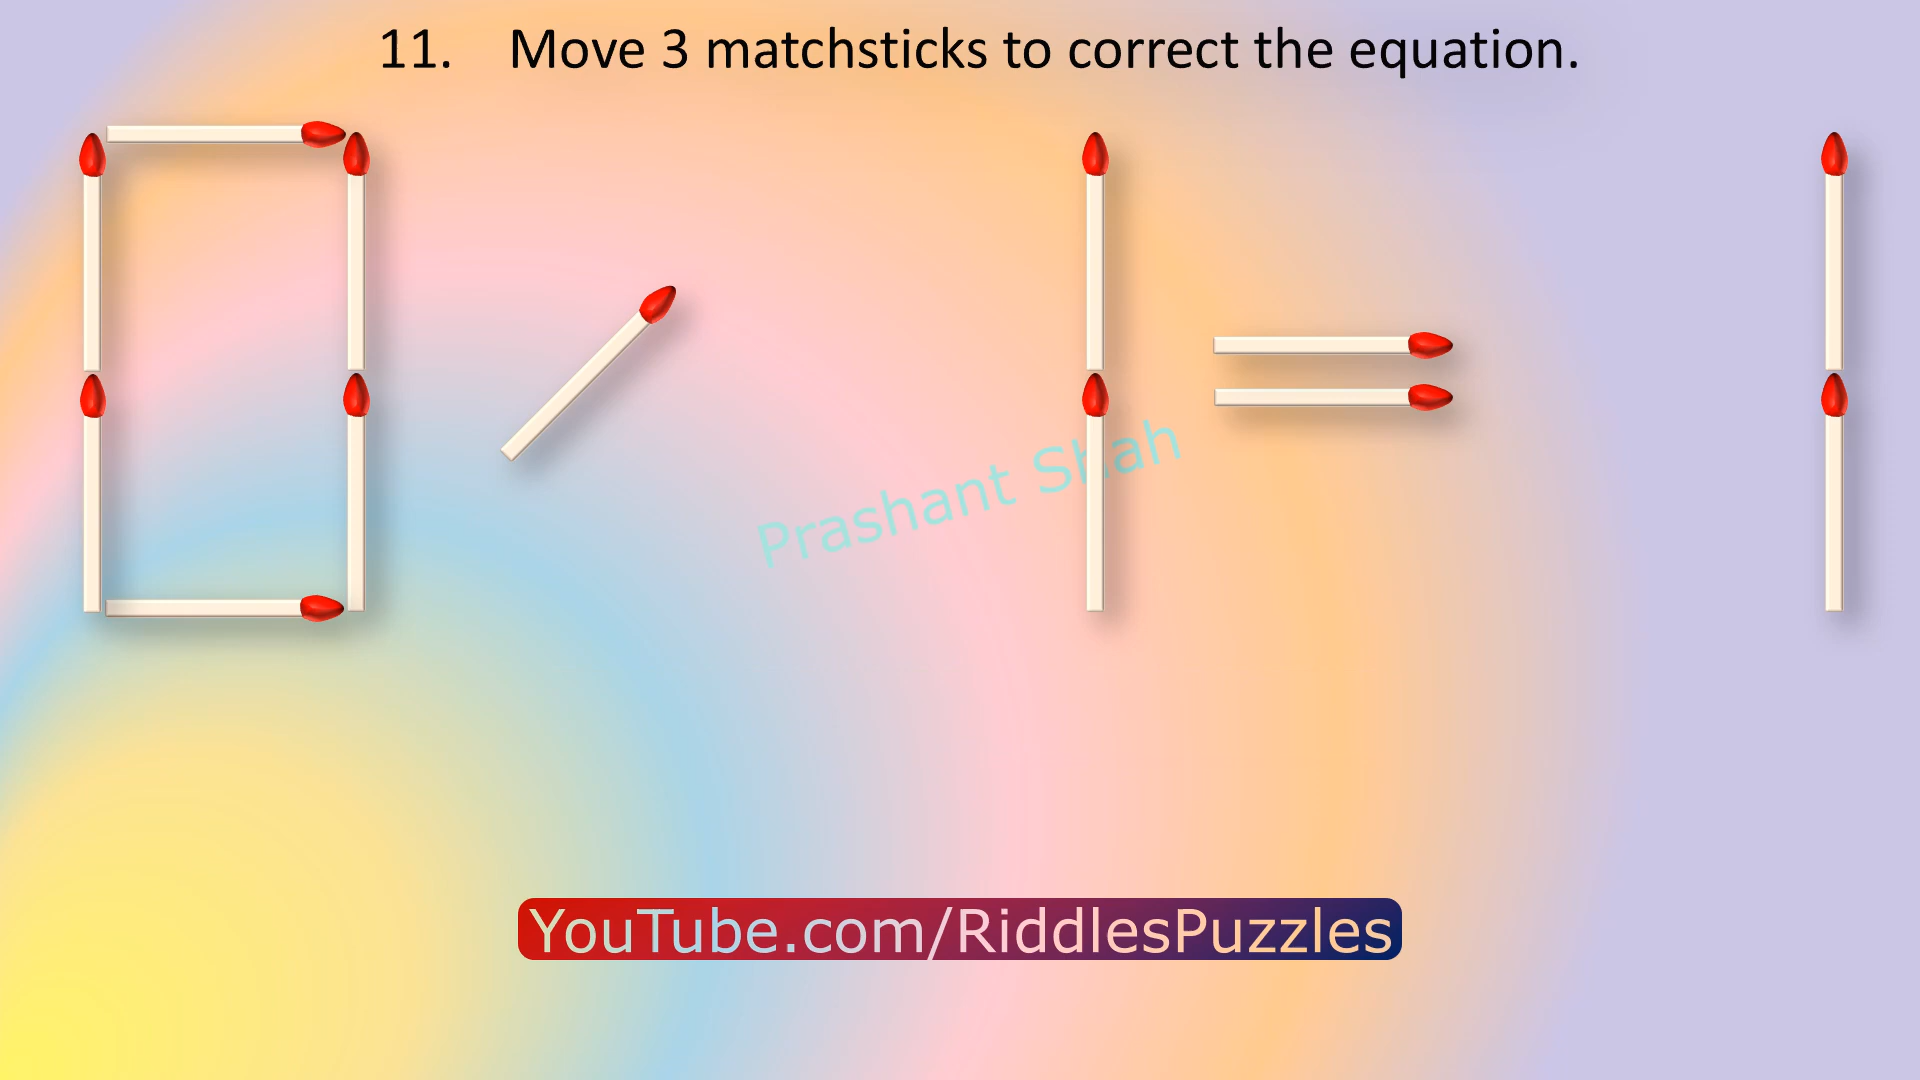 11. Move 3 matchsticks to correct the equation.
Prashant Shah
YouTube.com/RiddlesPuzzles